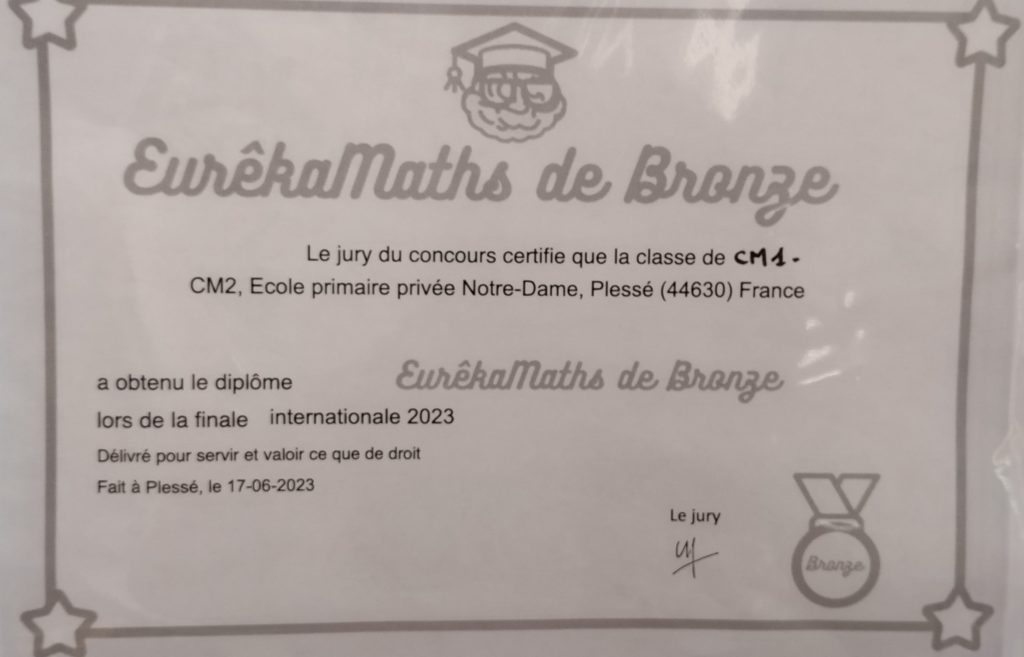 EurêkaMaths de Bronze
Le jury du concours certifie que la classe de CM1-
CM2, Ecole primaire privée Notre-Dame, Plessé (44630) France
a obtenu le diplôme EurêkaMaths de Bronze
lors de la finale internationale 2023
Délivré pour servir et valoir ce que de droit
Fait à Plessé, le 17-06-2023
Le jury
Bronze